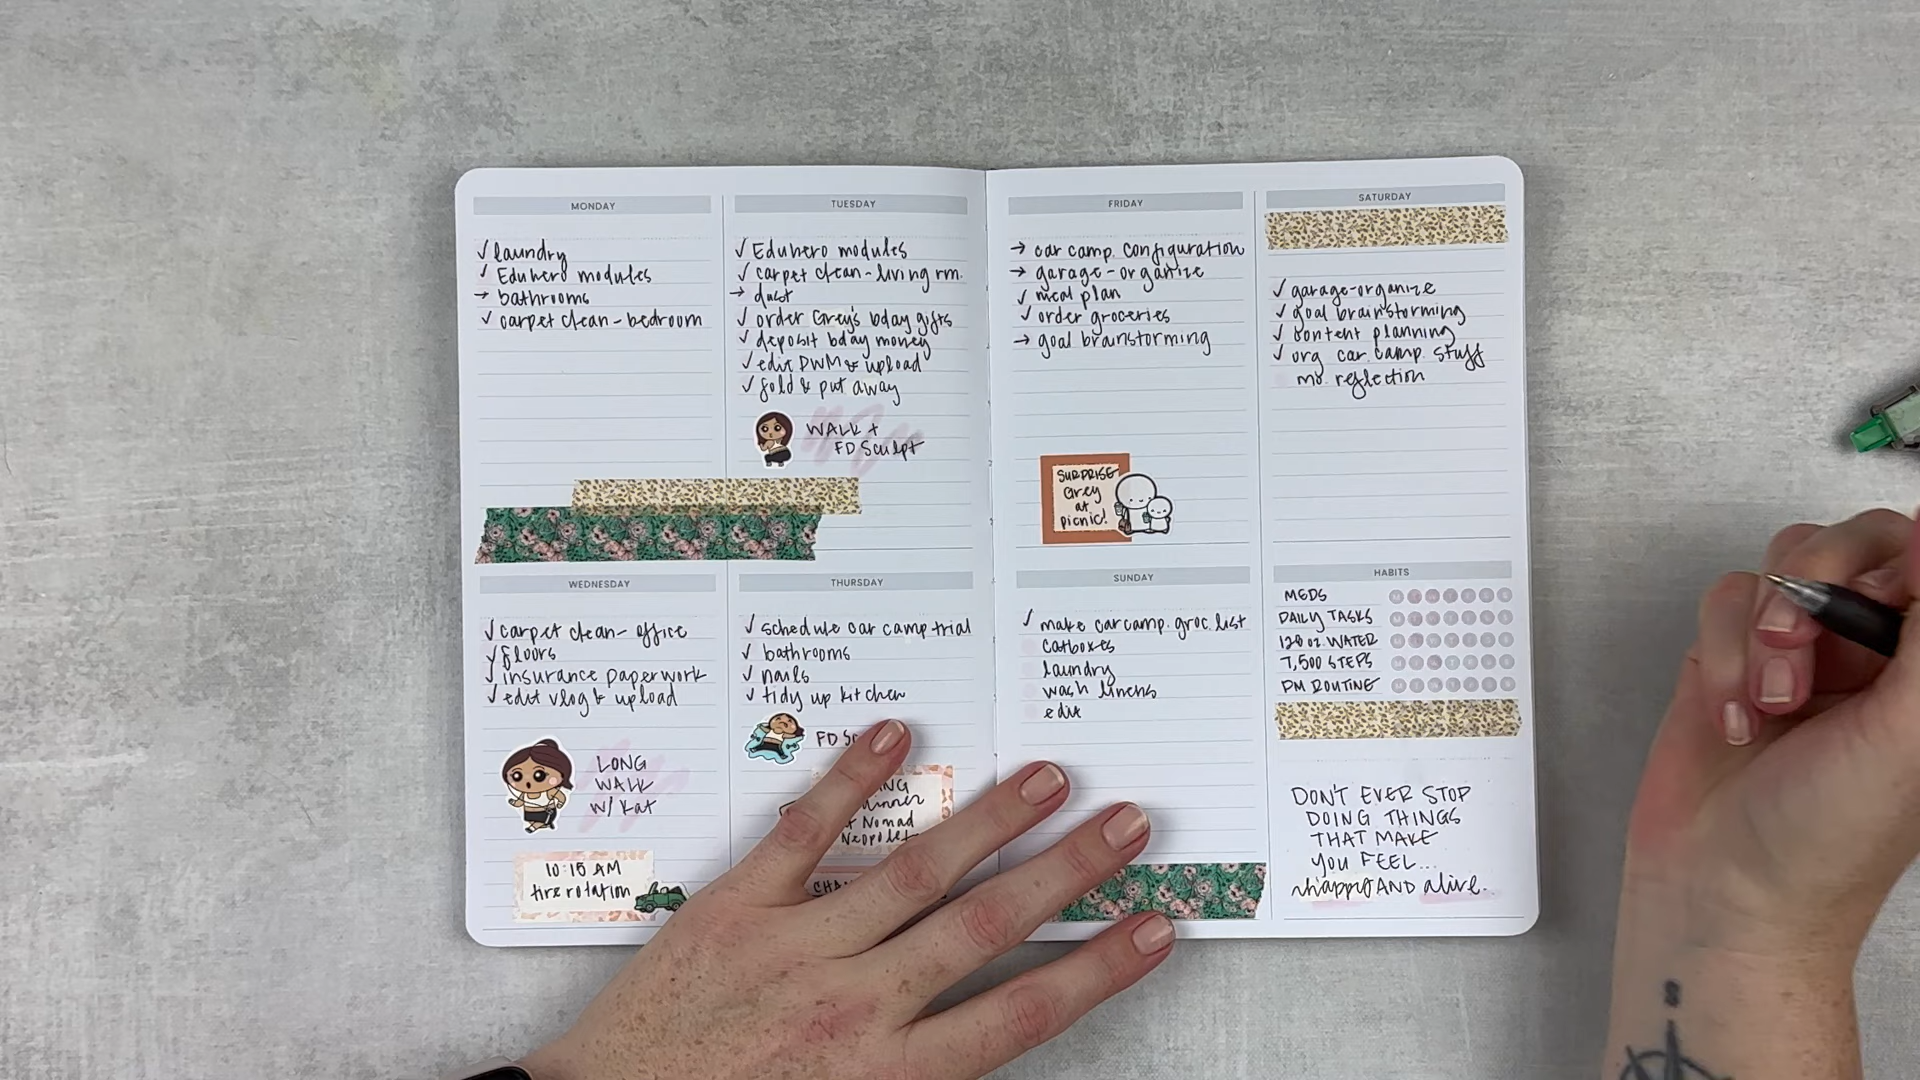 MONDAY
✓ laundry
✓ Eduhero modules
→ bathrooms
✓ carpet clean - bedroom
TUESDAY
✓ Eduhero modules
✓ carpet clean - living rm.
→ dust
✓ order Grey's bday gifts
✓ deposit bday money
✓ edit DWM & upload
✓ fold & put away
WALK +
FD Sculpt
WEDNESDAY
✓ carpet clean - office
✓ floors
✓ insurance paperwork
✓ edit vlog & upload
LONG
WALK
W/ Kat
10:15 AM
tire rotation
THURSDAY
✓ schedule car camp trial
✓ bathrooms
✓ nails
✓ tidy up kitchen
FD
dinner
Nomad
FRIDAY
→ car camp. configuration
→ garage - organize
✓ meal plan
✓ order groceries
→ goal brainstorming
SURPRISE
Grey
at
picnic!
SATURDAY
✓ garage - organize
✓ goal brainstorming
✓ content planning
✓ org car camp stuff
mo. reflection
SUNDAY
✓ make car camp. groc. list
catboxes
laundry
wash linens
edit
HABITS
MEDS
DAILY TASKS
128 oz WATER
7,500 STEPS
PM ROUTINE
DON'T EVER STOP
DOING THINGS
THAT MAKE
YOU FEEL...
happy AND alive.